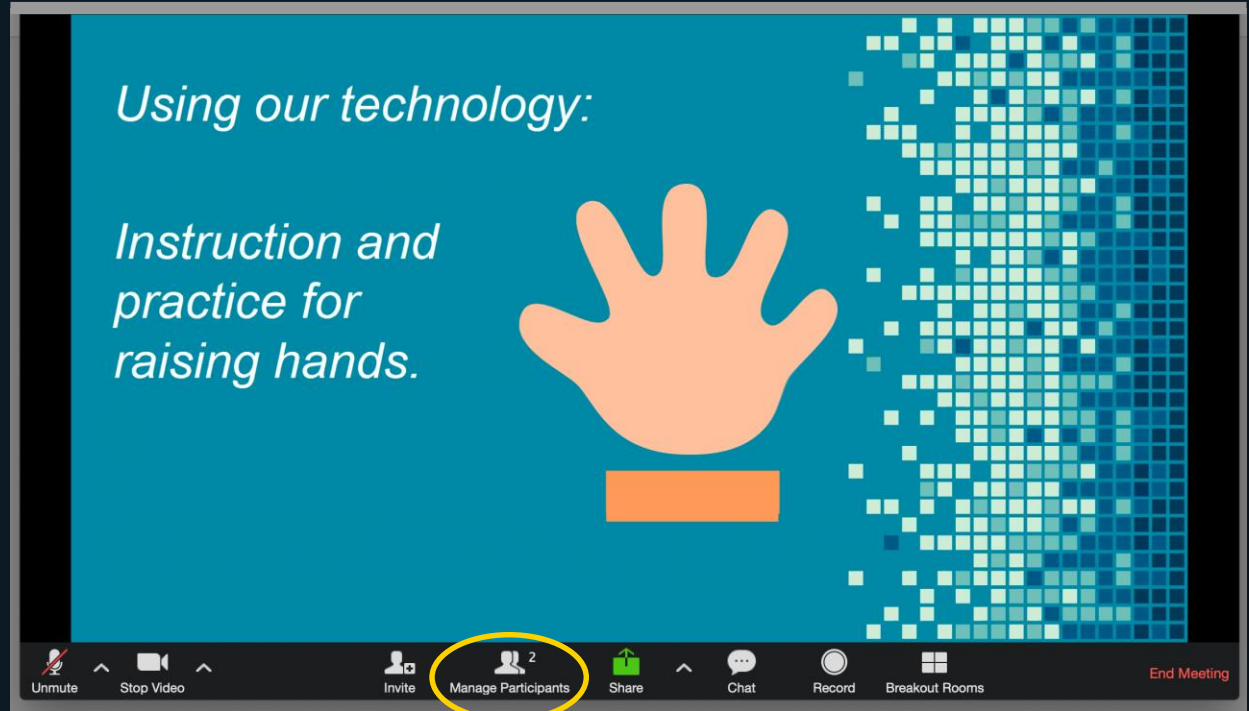 Using our technology:
Instruction and
practice for
raising hands.
Unmute
Stop Video
Invite
2
Manage Participants
Share
Chat
Record
Breakout Rooms
End Meeting